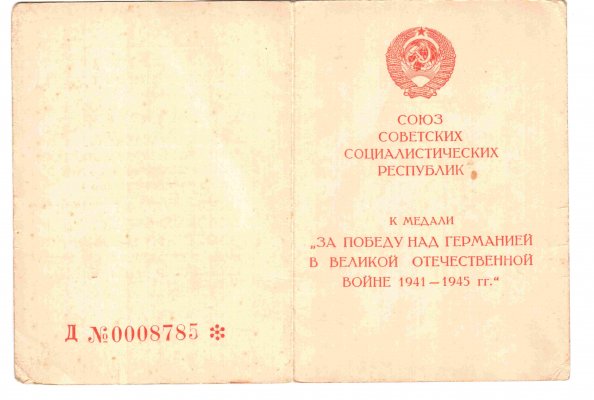 Д №0008785 *
СОЮЗ
СОВЕТСКИХ
СОЦИАЛИСТИЧЕСКИХ
РЕСПУБЛИК
К МЕДАЛИ
„ЗА ПОБЕДУ НАД ГЕРМАНИЕЙ
В ВЕЛИКОЙ ОТЕЧЕСТВЕННОЙ
ВОЙНЕ 1941—1945 гг.“